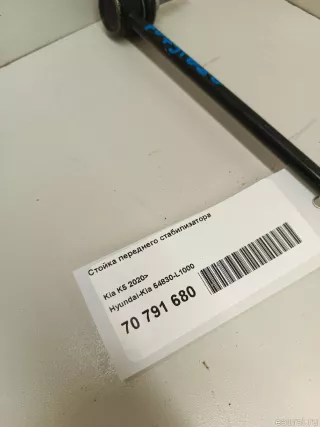 Стойка переднего стабилизатора
Kia K5 2020>
Hyundai-Kia 54830-L1000
70 791 680